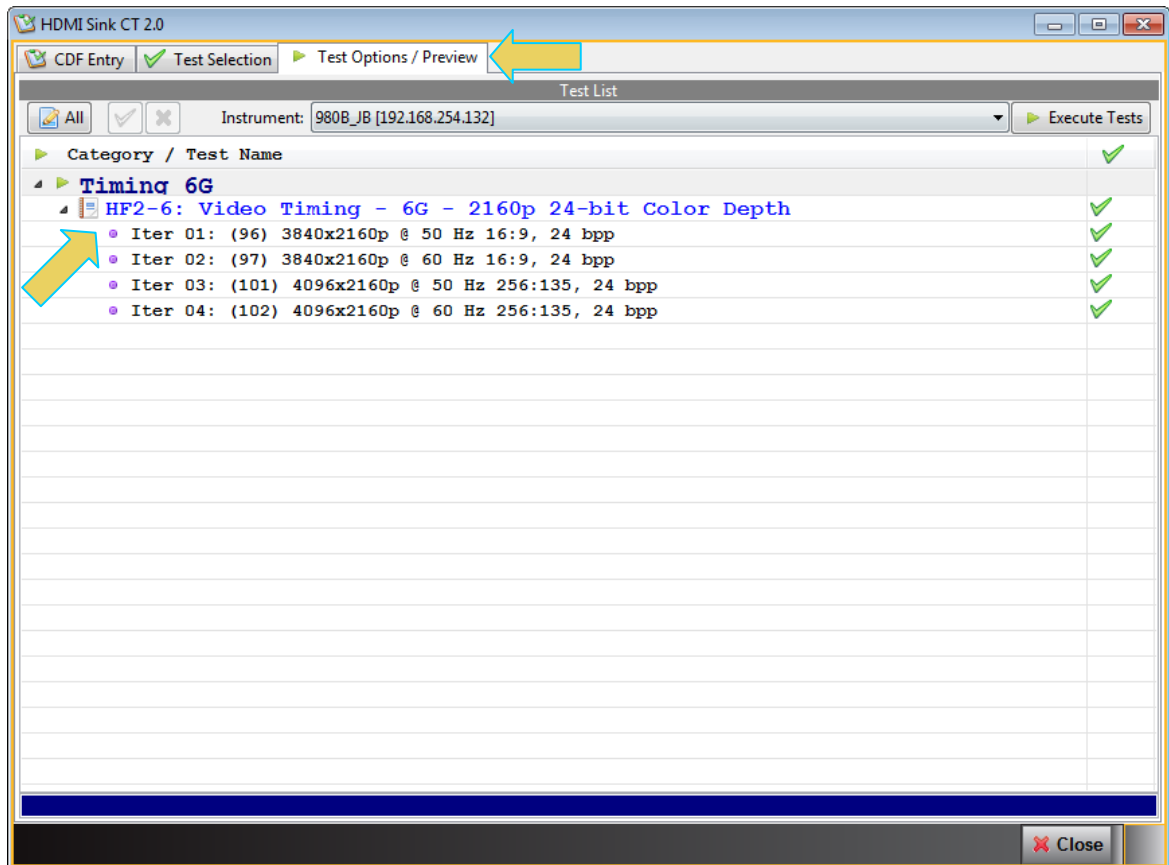 HDMI Sink CT 2.0
CDF Entry Test Selection Test Options / Preview
Test List
All Instrument: 980B_JB [192.168.254.132] Execute Tests
Category / Test Name
Timing 6G
HF2-6: Video Timing - 6G - 2160p 24-bit Color Depth
Iter 01: (96) 3840x2160p @ 50 Hz 16:9, 24 bpp
Iter 02: (97) 3840x2160p @ 60 Hz 16:9, 24 bpp
Iter 03: (101) 4096x2160p @ 50 Hz 256:135, 24 bpp
Iter 04: (102) 4096x2160p @ 60 Hz 256:135, 24 bpp
Close